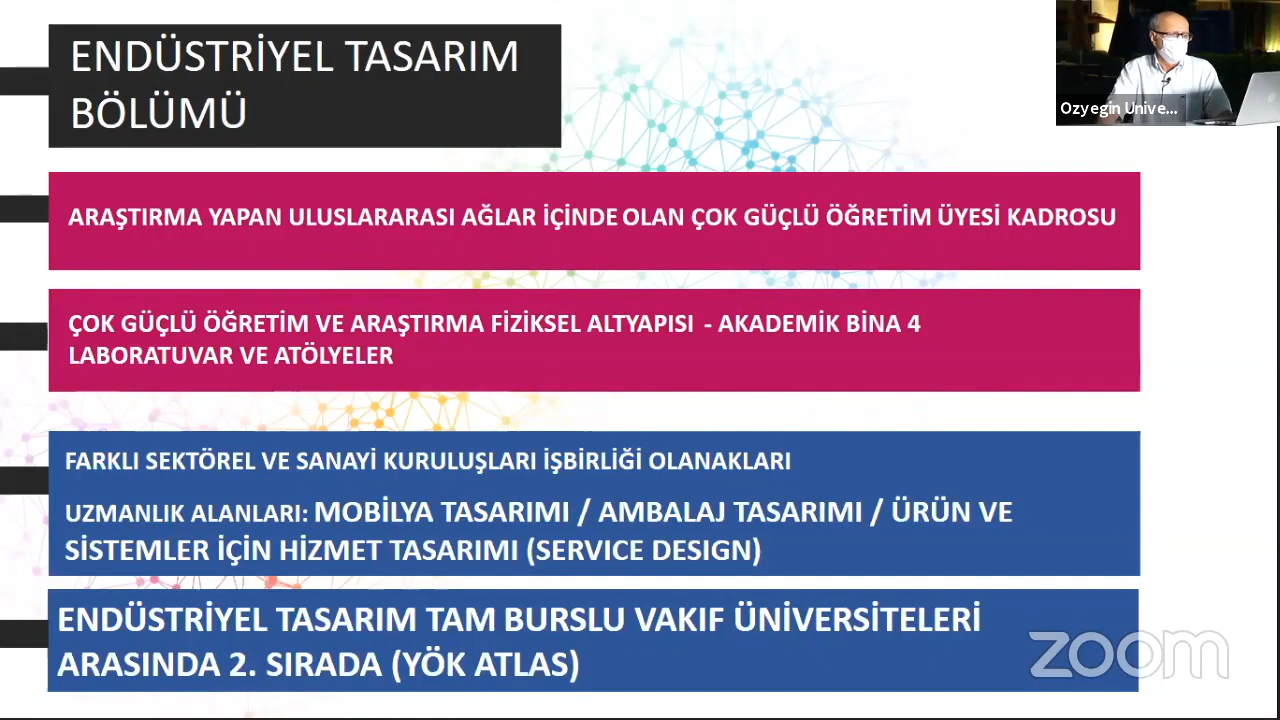 ENDÜSTRİYEL TASARIM
BÖLÜMÜ
Ozyegin Unive...
ARAŞTIRMA YAPAN ULUSLARARASI AĞLAR İÇİNDE OLAN ÇOK GÜÇLÜ ÖĞRETİM ÜYESİ KADROSU
ÇOK GÜÇLÜ ÖĞRETİM VE ARAŞTIRMA FİZİKSEL ALTYAPISI - AKADEMİK BİNA 4
LABORATUVAR VE ATÖLYELER
FARKLI SEKTÖREL VE SANAYİ KURULUŞLARI İŞBİRLİĞİ OLANAKLARI
UZMANLIK ALANLARI: MOBİLYA TASARIMI / AMBALAJ TASARIMI / ÜRÜN VE
SİSTEMLER İÇİN HİZMET TASARIMI (SERVICE DESIGN)
ENDÜSTRİYEL TASARIM TAM BURSLU VAKIF ÜNİVERSİTELERİ
ARASINDA 2. SIRADA (YÖK ATLAS)
zoom